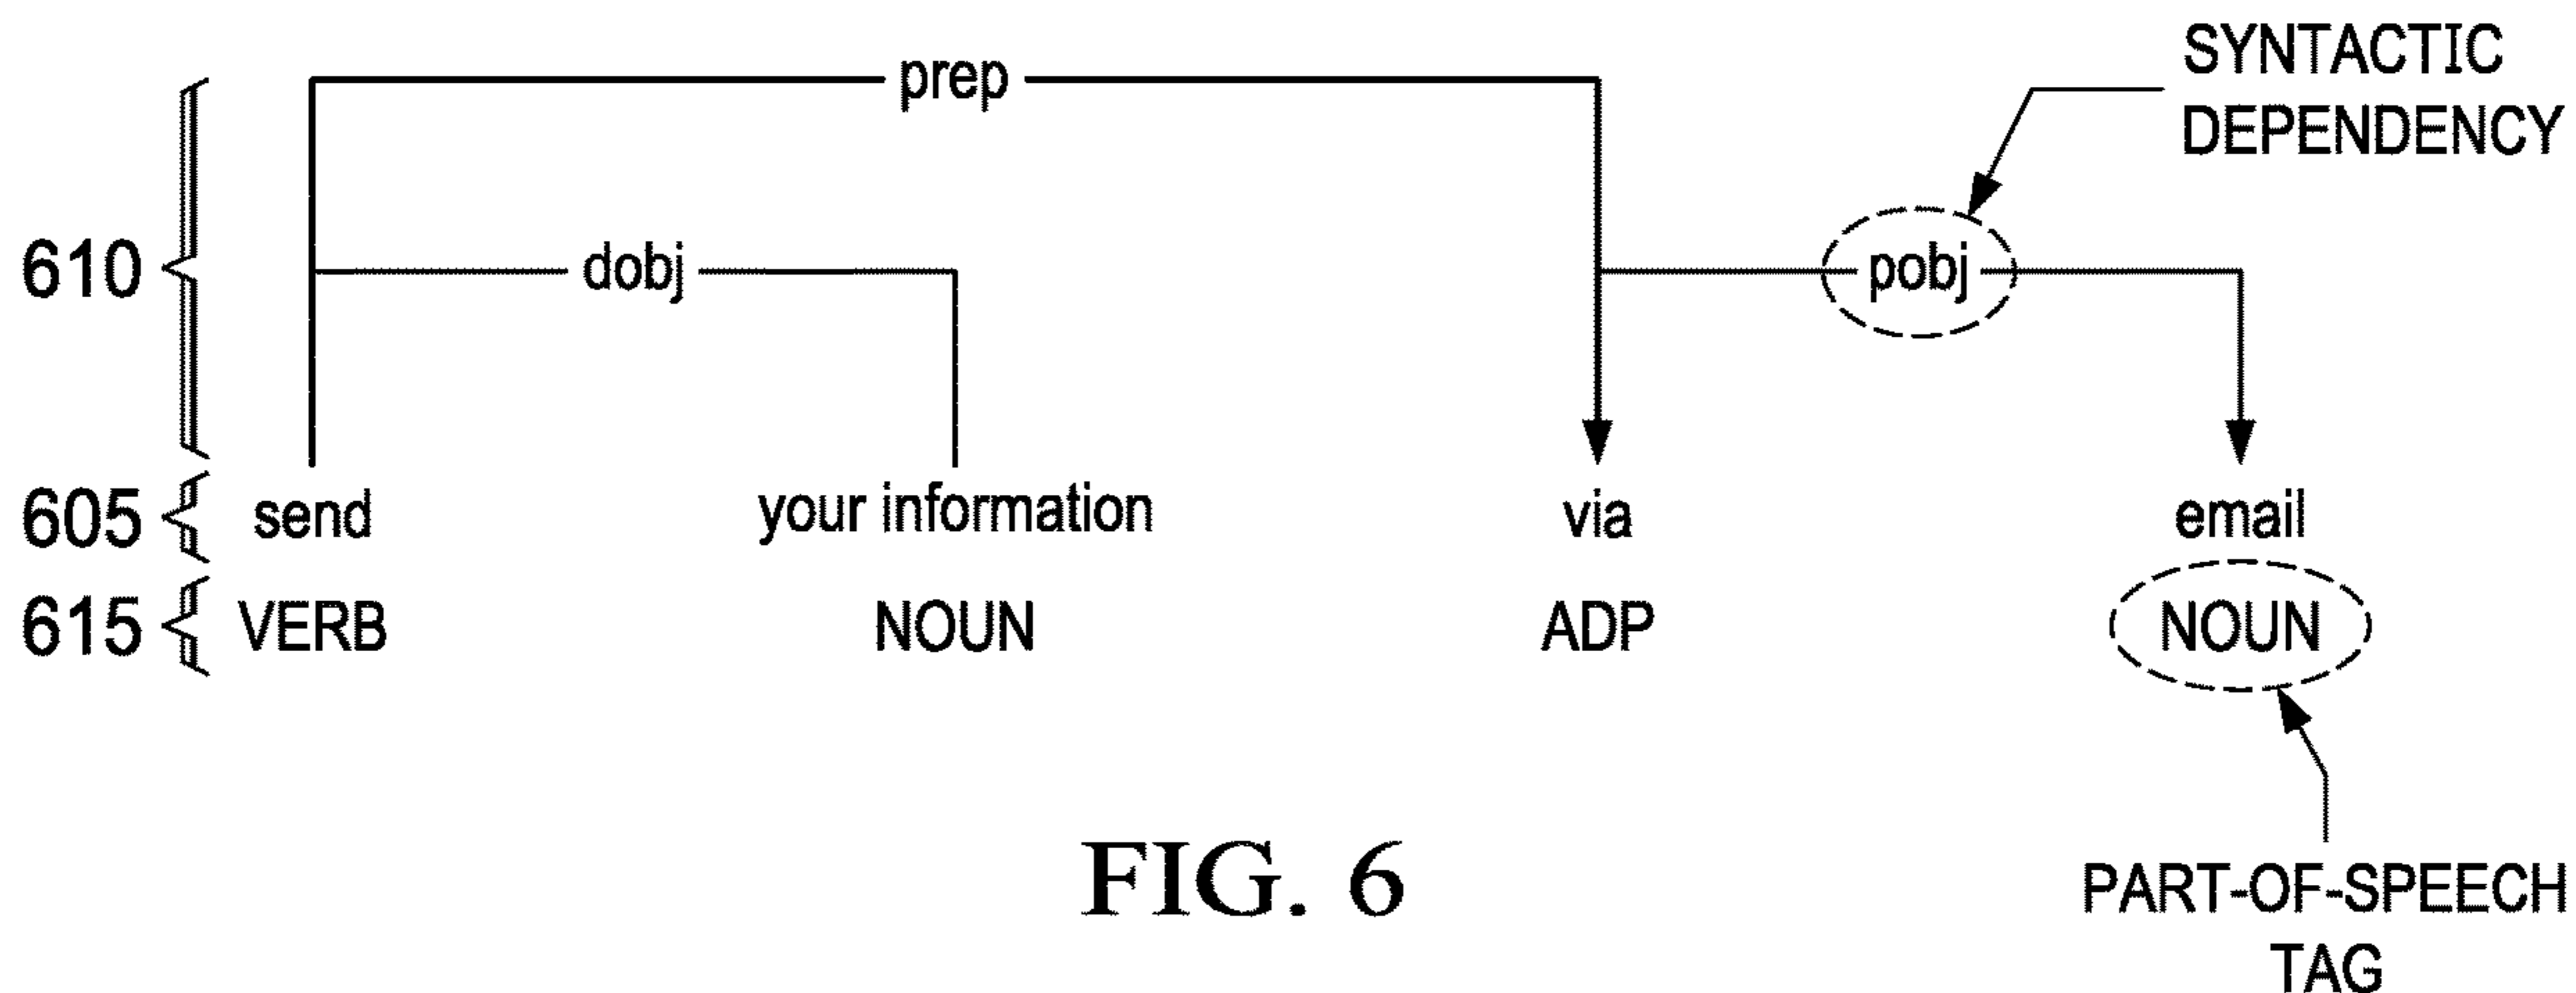 prep
SYNTACTIC
DEPENDENCY
610
dobj
pobj
605 send your information via email
615 VERB NOUN ADP NOUN
FIG. 6
PART-OF-SPEECH
TAG